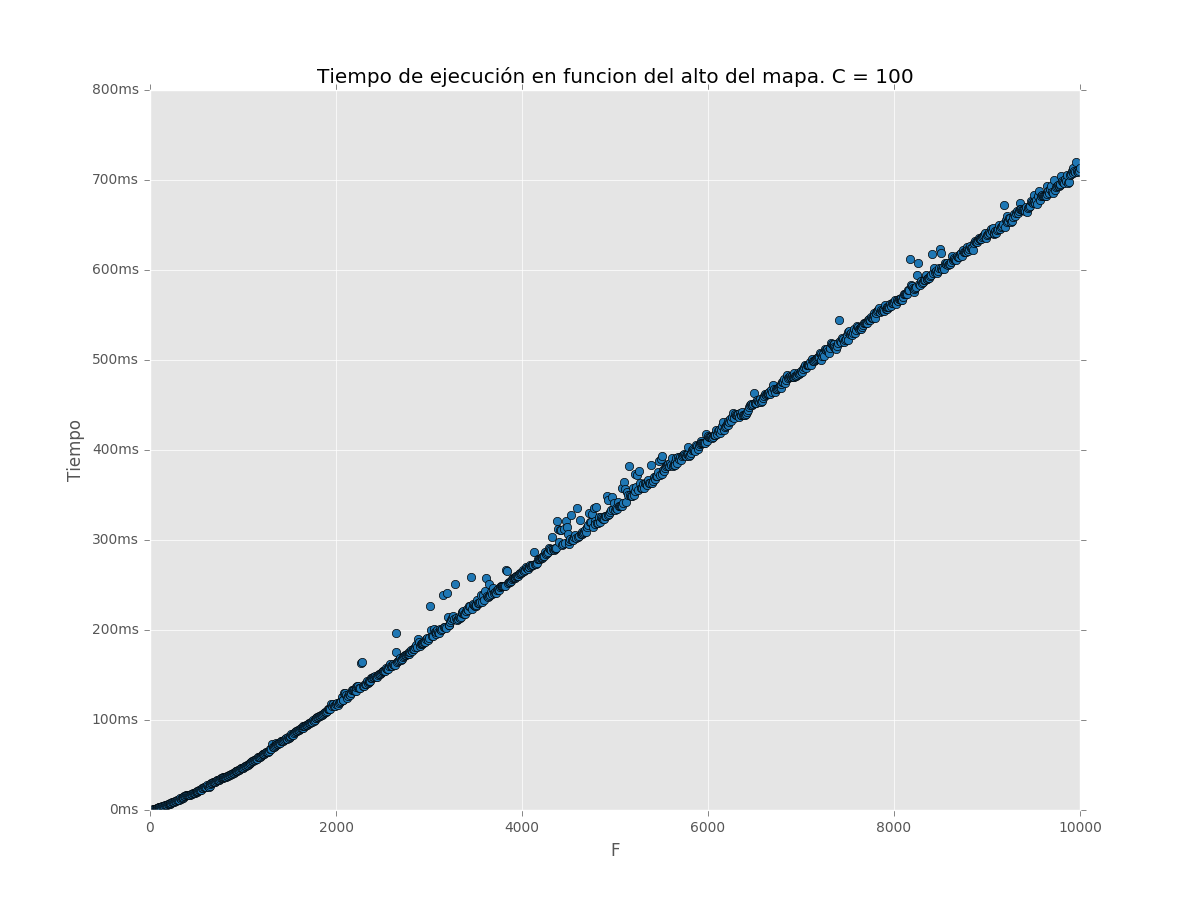 Tiempo de ejecución en funcion del alto del mapa. C = 100
800ms
700ms
600ms
500ms
400ms
300ms
200ms
100ms
0ms
Tiempo
0 2000 4000 6000 8000 10000
F